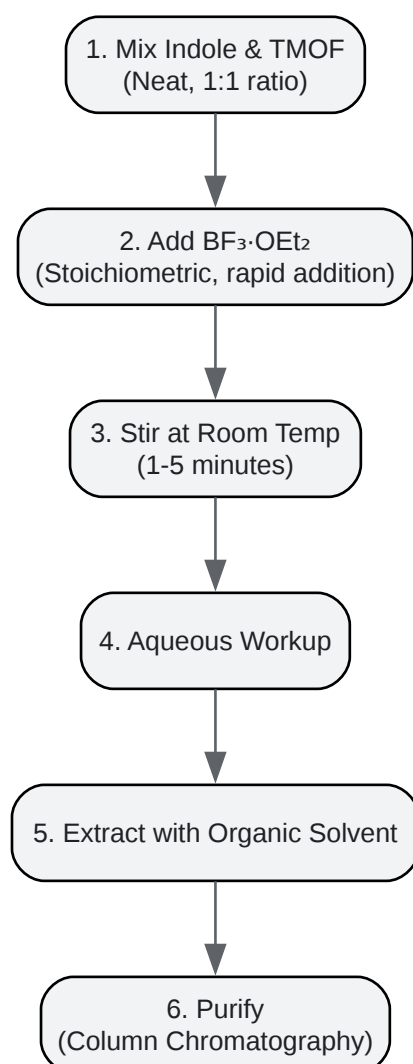 1. Mix Indole & TMOF
(Neat, 1:1 ratio)
2. Add BF₃·OEt₂
(Stoichiometric, rapid addition)
3. Stir at Room Temp
(1-5 minutes)
4. Aqueous Workup
5. Extract with Organic Solvent
6. Purify
(Column Chromatography)